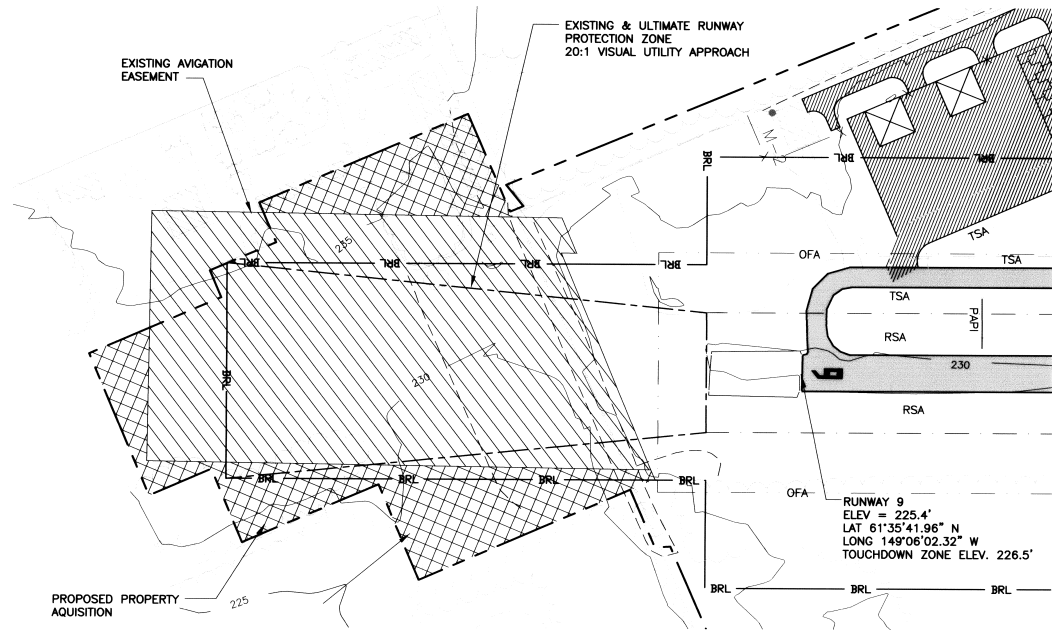 EXISTING & ULTIMATE RUNWAY
PROTECTION ZONE
20:1 VISUAL UTILITY APPROACH
EXISTING AVIGATION
EASEMENT
BRL
BRL
BRL
TSA
235
OFA
TSA
BRL
BRL
BRL
BRL
TSA
PAPI
RSA
230
230
BRL
9
RSA
BRL
BRL
BRL
BRL
OFA
RUNWAY 9
ELEV = 225.4'
LAT 61°35'41.96" N
LONG 149°06'02.32" W
TOUCHDOWN ZONE ELEV. 226.5'
BRL
BRL
BRL
PROPOSED PROPERTY
AQUISITION
225